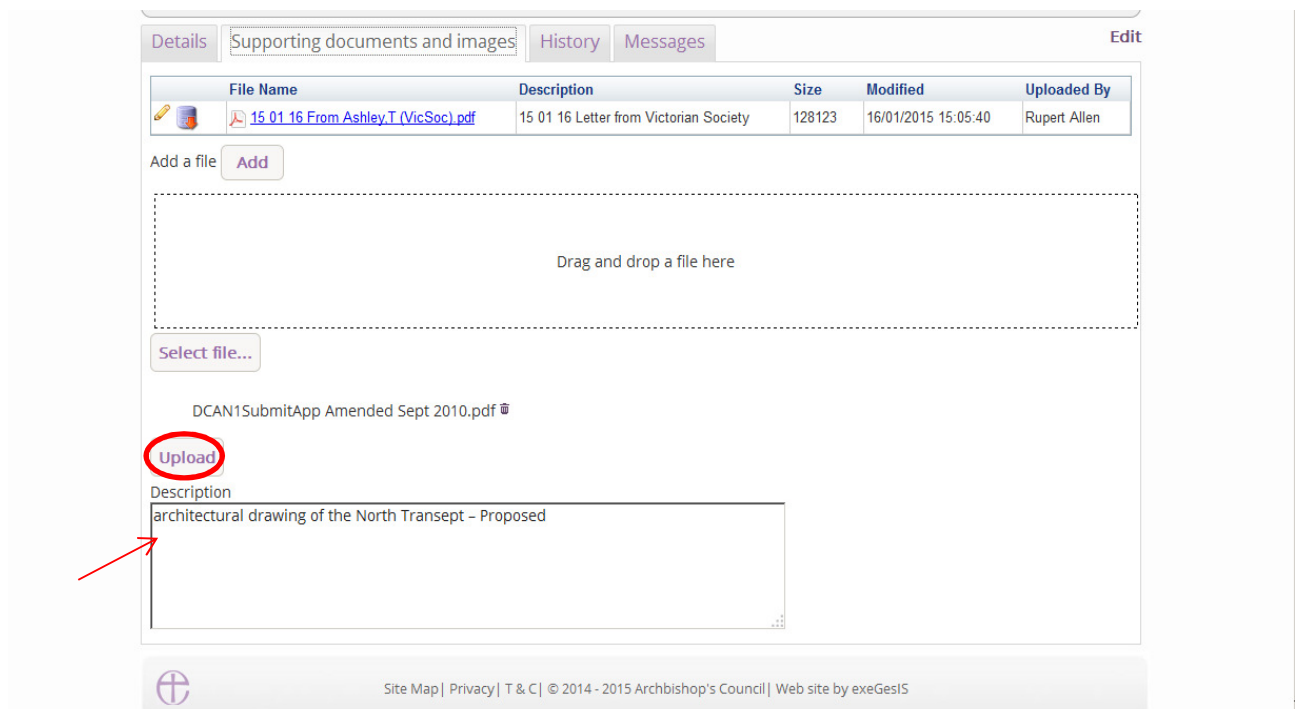 Details Supporting documents and images History Messages Edit
File Name Description Size Modified Uploaded By
15 01 16 From Ashley,T (VicSoc).pdf 15 01 16 Letter from Victorian Society 128123 16/01/2015 15:05:40 Rupert Allen
Add a file Add
Drag and drop a file here
Select file...
DCAN1SubmitApp Amended Sept 2010.pdf
Upload
Description
architectural drawing of the North Transept – Proposed
Site Map| Privacy| T & C| © 2014 - 2015 Archbishop's Council| Web site by exeGesIS